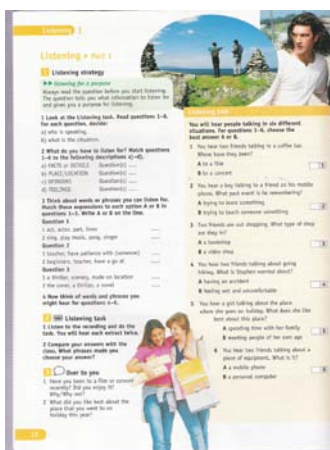 Listening 1
Listening • Part 1
1 Listening strategy
▶▶ listening for a purpose
Always read the question before you start listening.
The question tells you what information to listen for
and gives you a purpose for listening.
1 Look at the Listening task. Read questions 1–6.
For each question, decide:
a) who is speaking.
b) what is the situation.
2 What do you have to listen for? Match questions
1–6 to the following descriptions a)–d).
a) FACTS or DETAILS Question(s) ....
b) PLACE/LOCATION Question(s) ....
c) OPINIONS Question(s) ....
d) FEELINGS Question(s) ....
3 Think about words or phrases you can listen for.
Match these expressions to each option A or B in
questions 1–3. Write A or B on the line.
Question 1
1 act, actor, part, lines ....
2 sing, play music, song, singer ....
Question 2
1 teacher, have patience with (someone) ....
2 beginners, teacher, have a go at ....
Question 3
1 a thriller, scenery, made on location ....
2 the cover, a thriller, a novel ....
4 Now think of words and phrases you
might hear for questions 4–6.
2 Listening task
1 Listen to the recording and do the
task. You will hear each extract twice.
2 Compare your answers with the
class. What phrases made you
choose your answer?
3 Over to you
1 Have you been to a film or concert
recently? Did you enjoy it?
Why?/Why not?
2 What did you like best about the
place that you went to on
holiday this year?
Listening task
You will hear people talking in six different
situations. For questions 1–6, choose the
best answer A or B.
1 You hear two friends talking in a coffee bar.
Where have they been?
A to a film
B to a concert
1
2 You hear a boy talking to a friend on his mobile
phone. What past event is he remembering?
A trying to learn something
B trying to teach someone something
2
3 Two friends are out shopping. What type of shop
are they in?
A a bookshop
B a video shop
3
4 You hear two friends talking about going
hiking. What is Stephen worried about?
A having an accident
B feeling wet and uncomfortable
4
5 You hear a girl talking about the place
where she goes on holiday. What does she like
best about this place?
A spending time with her family
B meeting people of her own age
5
6 You hear two friends talking about a
piece of equipment. What is it?
A a mobile phone
B a personal computer
6